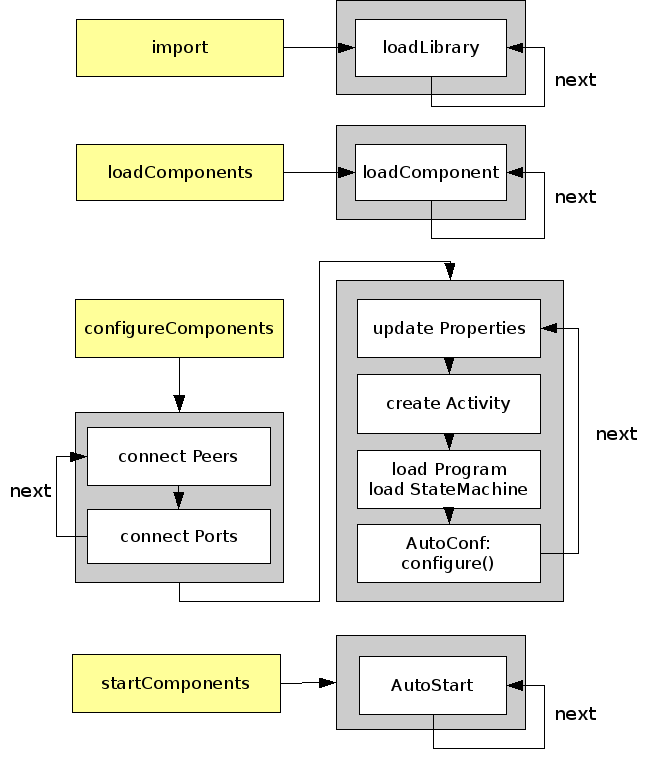 import
loadLibrary
next
loadComponents
loadComponent
next
configureComponents
connect Peers
connect Ports
next
update Properties
create Activity
load Program
load StateMachine
AutoConf:
configure()
next
startComponents
AutoStart
next